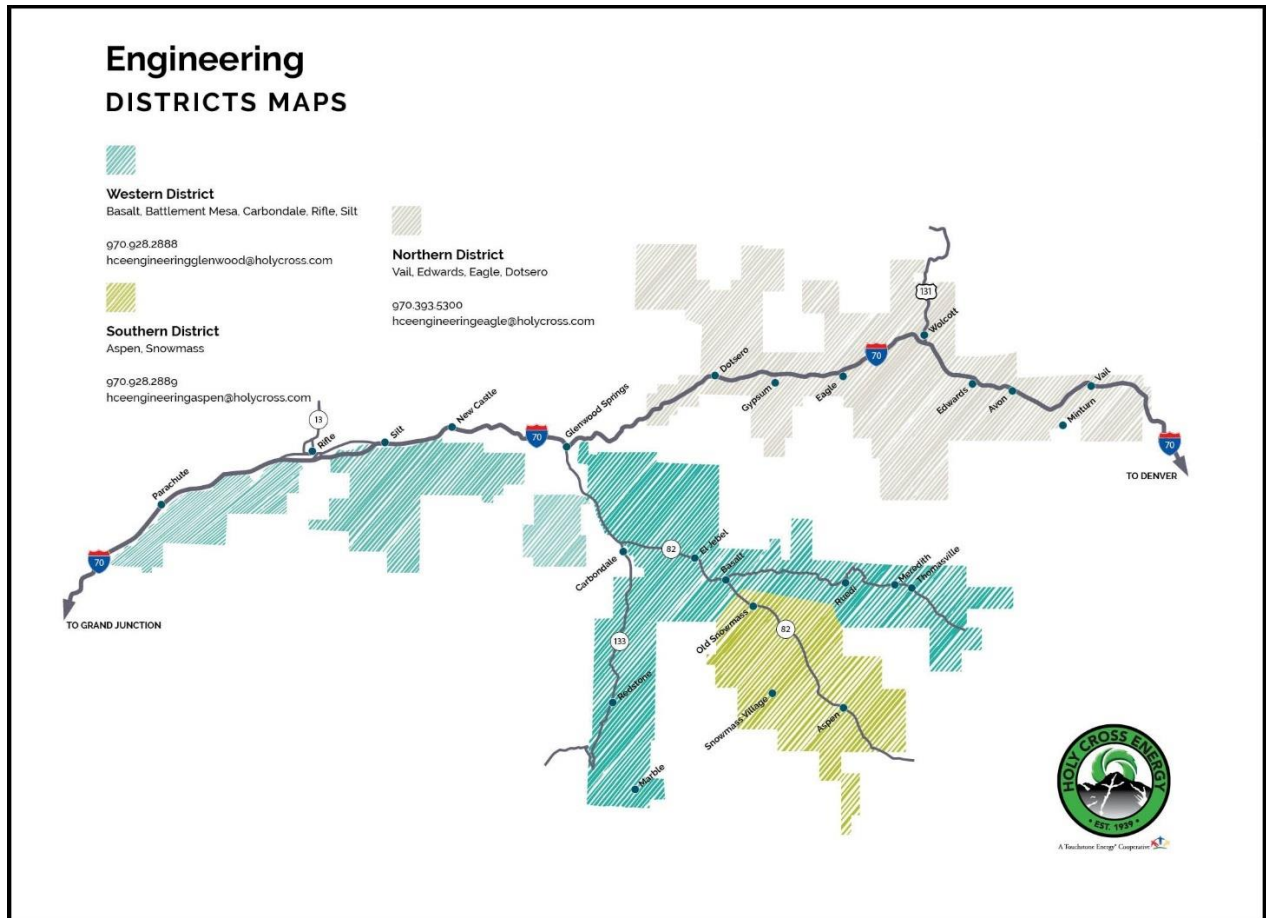 Engineering
DISTRICTS MAPS
Western District
Basalt, Battlement Mesa, Carbondale, Rifle, Silt
970.928.2888
hceengineeringglenwood@holycross.com
Northern District
Vail, Edwards, Eagle, Dotsero
970.393.5300
hceengineeringeagle@holycross.com
Southern District
Aspen, Snowmass
970.928.2889
hceengineeringaspen@holycross.com
131
Wolcott
70
Dotsero
Gypsum
Eagle
Edwards
Avon
Minturn
Vail
70
TO DENVER
13
Rifle
Silt
New Castle
70
Glenwood Springs
Parachute
70
TO GRAND JUNCTION
Carbondale
82
El Jebel
Basalt
Ruedi
Meredith
Thomasville
Old Snowmass
82
133
Redstone
Snowmass Village
Aspen
Marble
HOLY CROSS ENERGY
• EST. 1939 •
A Touchstone Energy® Cooperative